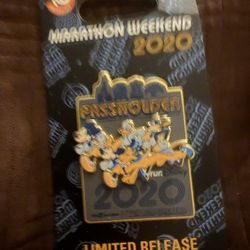 MARATHON WEEKEND
2020
PASSHOLDER
run
2020
LIMITED RELEASE